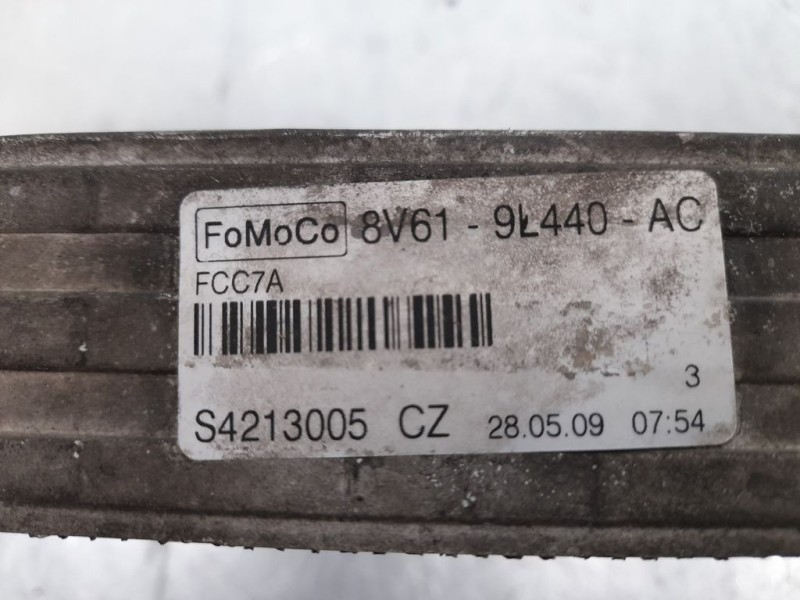 FoMoCo 8V61 - 9L440 - AC
FCC7A
3
S4213005 CZ 28.05.09 07:54